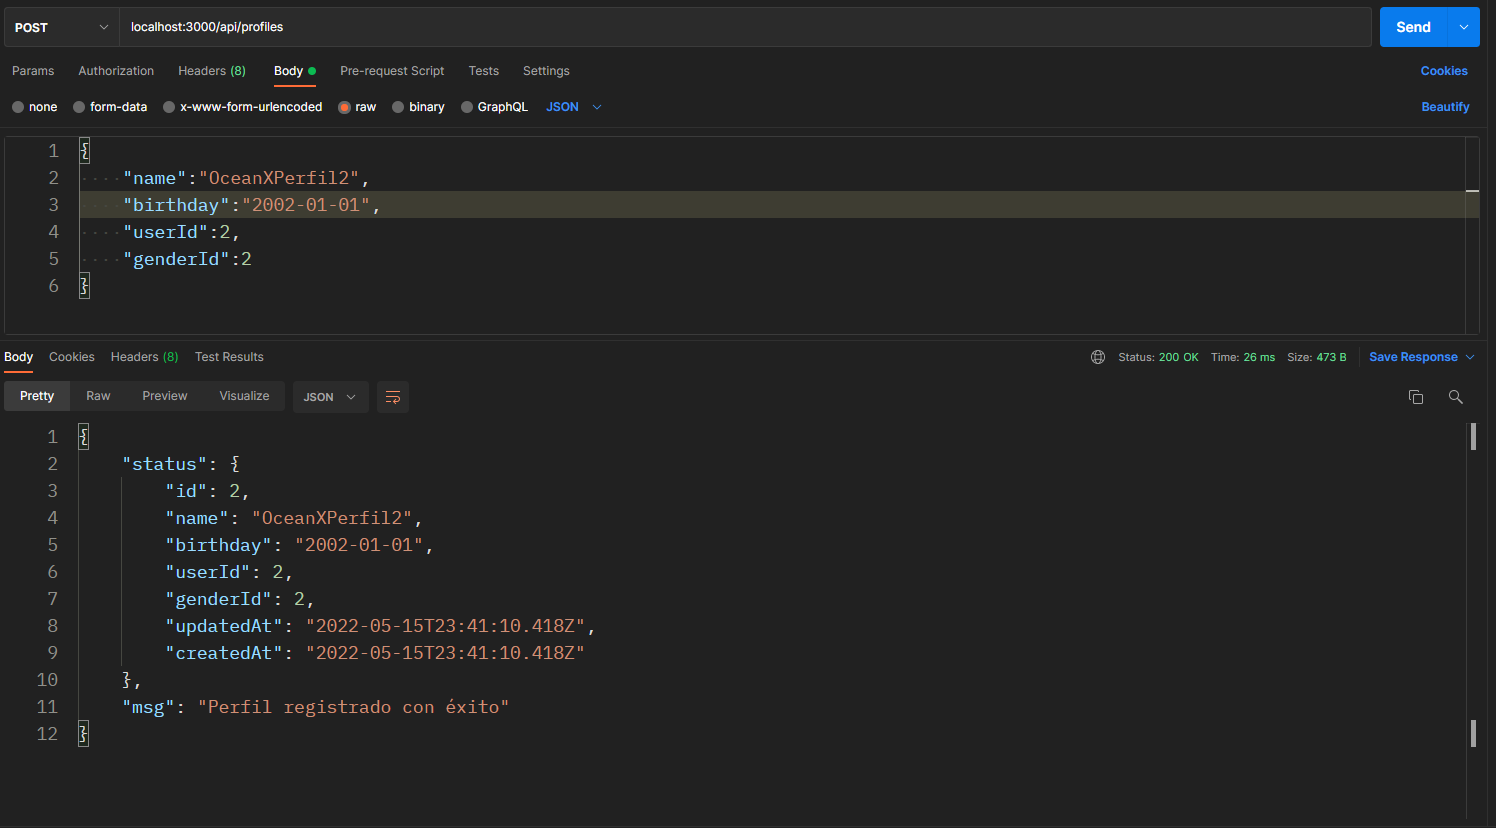 POST localhost:3000/api/profiles Send
Params Authorization Headers (8) Body Pre-request Script Tests Settings Cookies
none form-data x-www-form-urlencoded raw binary GraphQL JSON Beautify
1 {
2 "name":"OceanXPerfil2",
3 "birthday":"2002-01-01",
4 "userId":2,
5 "genderId":2
6 }
Body Cookies Headers (8) Test Results Status: 200 OK Time: 26 ms Size: 473 B Save Response
Pretty Raw Preview Visualize JSON
1 {
2 "status": {
3 "id": 2,
4 "name": "OceanXPerfil2",
5 "birthday": "2002-01-01",
6 "userId": 2,
7 "genderId": 2,
8 "updatedAt": "2022-05-15T23:41:10.418Z",
9 "createdAt": "2022-05-15T23:41:10.418Z"
10 },
11 "msg": "Perfil registrado con éxito"
12 }